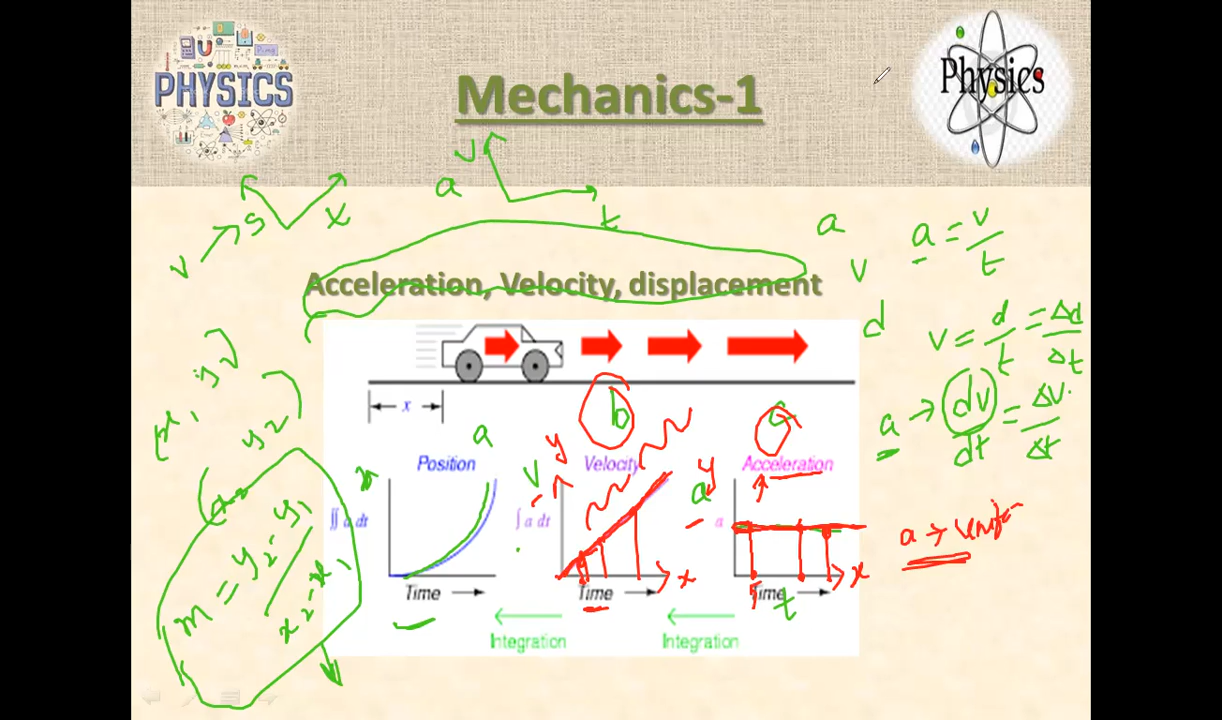 PHYSICS
Mechanics-1
Physics
v
a
t
S
x
v
a
a = v/t
Acceleration, Velocity, displacement
v
d
v = d/t = Δd/Δt
a → dv/dt = Δv/Δt
x
b
a
y
Position
Velocity
Acceleration
v
y
a
∬ a dt
∫ a dt
a
a →
m = y2 - y1 / x2 - x1
x
x
Time
Time
Time
t
Integration
Integration